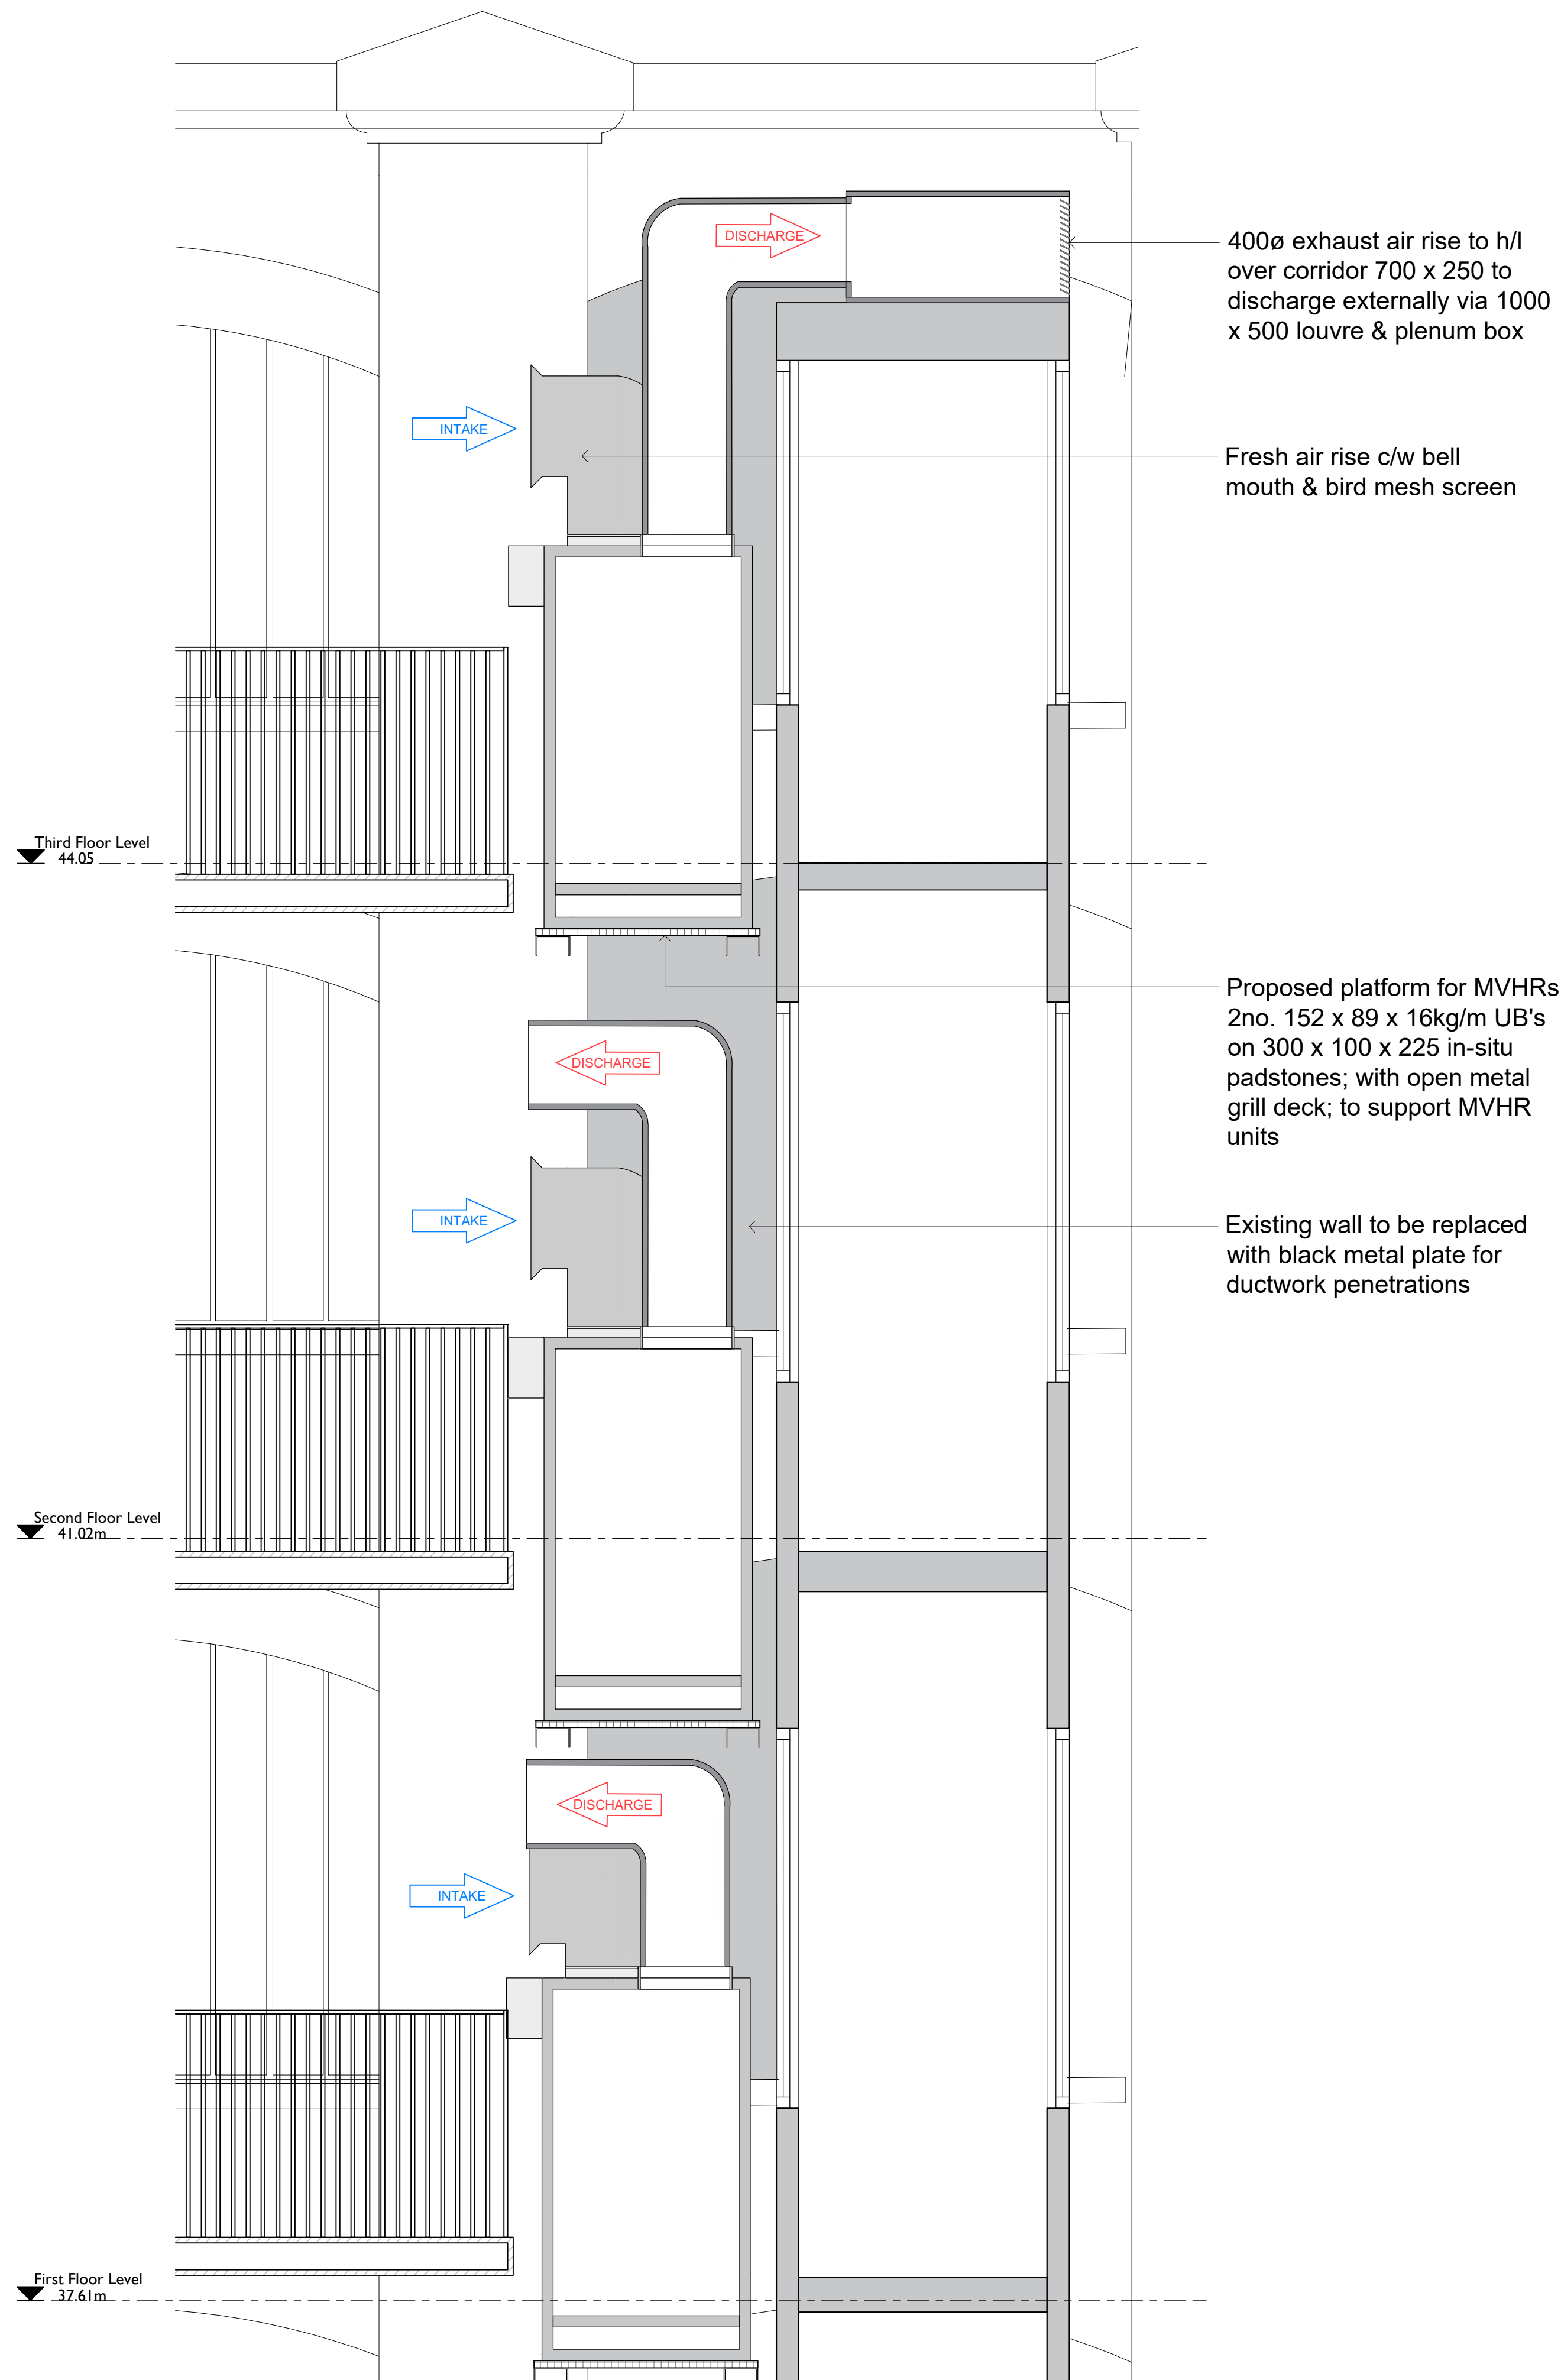 DISCHARGE
400ø exhaust air rise to h/l
over corridor 700 x 250 to
discharge externally via 1000
x 500 louvre & plenum box
INTAKE
Fresh air rise c/w bell
mouth & bird mesh screen
Third Floor Level
44.05
Proposed platform for MVHRs
2no. 152 x 89 x 16kg/m UB's
on 300 x 100 x 225 in-situ
padstones; with open metal
grill deck; to support MVHR
units
DISCHARGE
INTAKE
Existing wall to be replaced
with black metal plate for
ductwork penetrations
Second Floor Level
41.02m
DISCHARGE
INTAKE
First Floor Level
37.61m